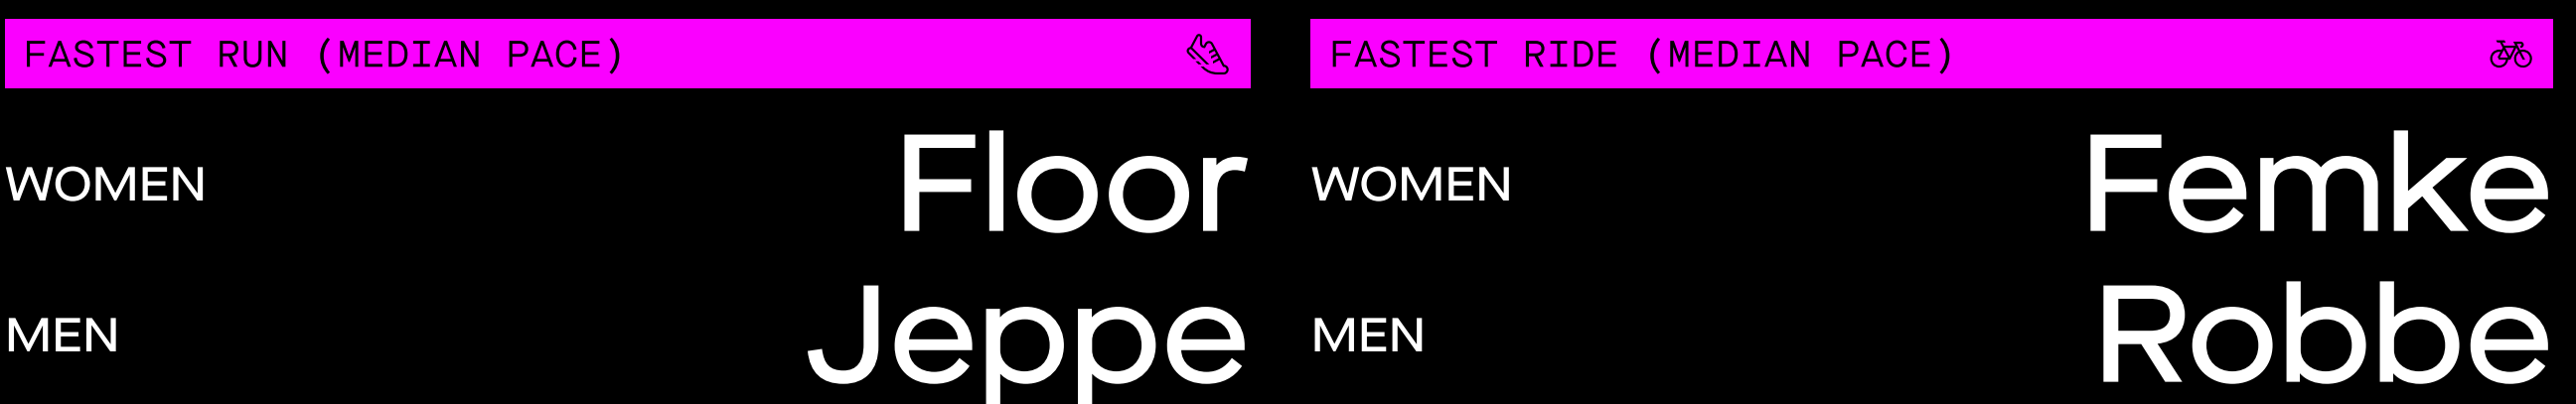 FASTEST RUN (MEDIAN PACE)
WOMEN Floor
MEN Jeppe
FASTEST RIDE (MEDIAN PACE)
WOMEN Femke
MEN Robbe